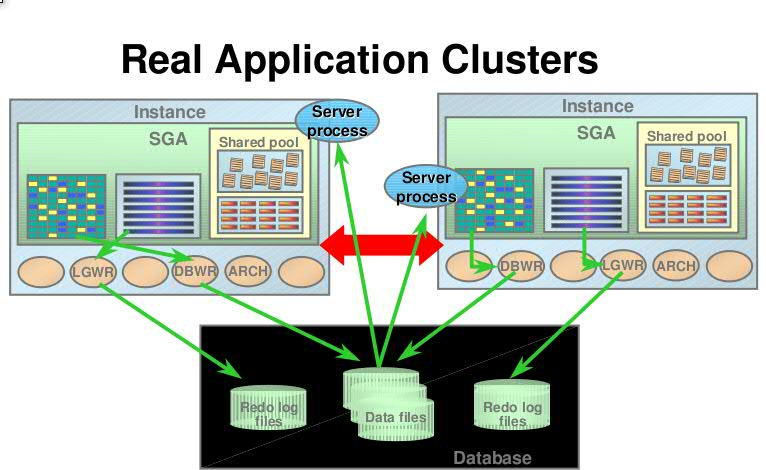 Real Application Clusters
Instance
SGA
Shared pool
Server
process
LGWR
DBWR
ARCH
Instance
SGA
Shared pool
Server
process
DBWR
LGWR
ARCH
Redo log
files
Data files
Redo log
files
Database